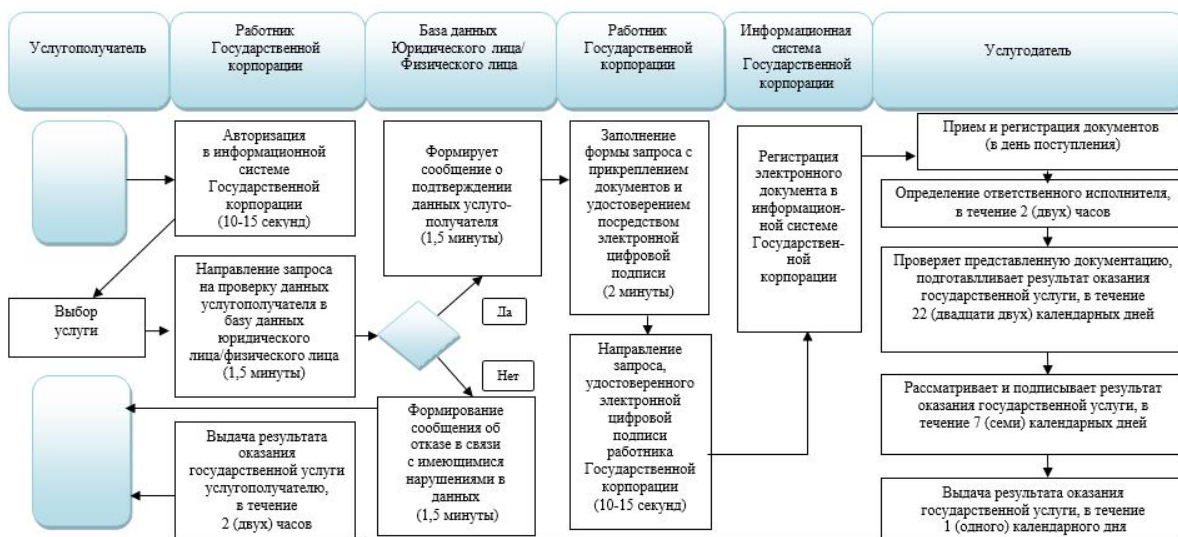 Услугополучатель
Работник
Государственной
корпорации
База данных
Юридического лица/
Физического лица
Работник
Государственной
корпорации
Информационная
система
Государственной
корпорации
Услугодатель
Авторизация
в информационной
системе
Государственной
корпорации
(10-15 секунд)
Формирует
сообщение о
подтверждении
данных услуго-
получателя
(1,5 минуты)
Заполнение
формы запроса с
прикреплением
документов и
удостоверением
посредством
электронной
цифровой
подписи
(2 минуты)
Регистрация
электронного
документа в
информацион-
ной системе
Государствен-
ной
корпорации
Прием и регистрация документов
(в день поступления)
Определение ответственного исполнителя,
в течение 2 (двух) часов
Проверяет представленную документацию,
подготавлливает результат оказания
государственной услуги, в течение
22 (двадцати двух) календарных дней
Выбор
услуги
Направление запроса
на проверку данных
услугополучателя в
базу данных
юридического
лица/физического лица
(1,5 минуты)
Да
Нет
Направление
запроса,
удостоверенного
электронной
цифровой
подписи
работника
Государственной
корпорации
(10-15 секунд)
Рассматривает и подписывает результат
оказания государственной услуги, в
течение 7 (семи) календарных дней
Выдача результата
оказания
государственной услуги
услугополучателю,
в течение
2 (двух) часов
Формирование
сообщения об
отказе в связи
с имеющимися
нарушениями в
данных
(1,5 минуты)
Выдача результата оказания
государственной услуги, в течение
1 (одного) календарного дня